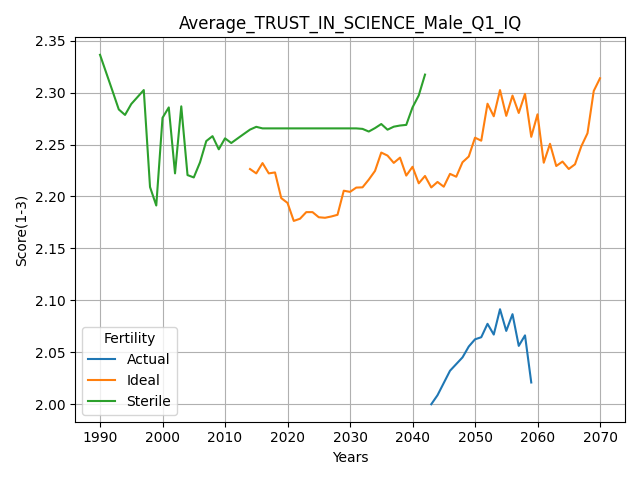 Average_TRUST_IN_SCIENCE_Male_Q1_IQ
Score(1-3)
2.35
2.30
2.25
2.20
2.15
2.10
2.05
2.00
Fertility
Actual
Ideal
Sterile
1990 2000 2010 2020 2030 2040 2050 2060 2070
Years